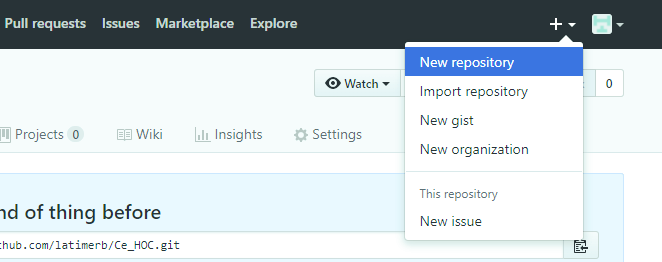 Pull requests Issues Marketplace Explore
New repository
Watch 0
Import repository
New gist
Projects 0 Wiki Insights Settings
New organization
This repository
nd of thing before
New issue
hub.com/latimerb/Ce_HOC.git